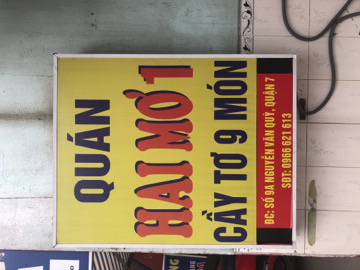 QUÁN
HAI MƠ 1
CẦY TƠ 9 MÓN
ĐC: SỐ 9A NGUYỄN VĂN QUỲ, QUẬN 7
SĐT: 0966 621 613